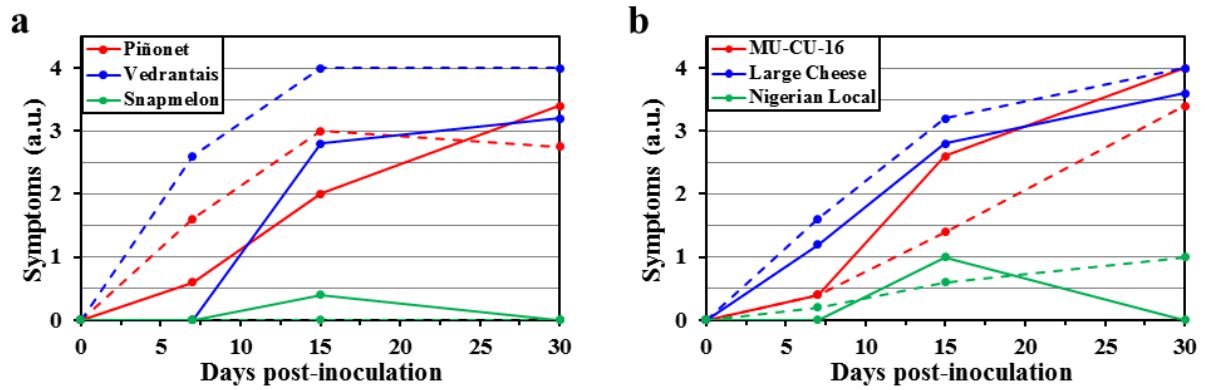 a
Piñonet
Vedrantais
Snapmelon
4
3
2
1
0
Symptoms (a.u.)
0 5 10 15 20 25 30
Days post-inoculation
b
MU-CU-16
Large Cheese
Nigerian Local
4
3
2
1
0
Symptoms (a.u.)
0 5 10 15 20 25 30
Days post-inoculation